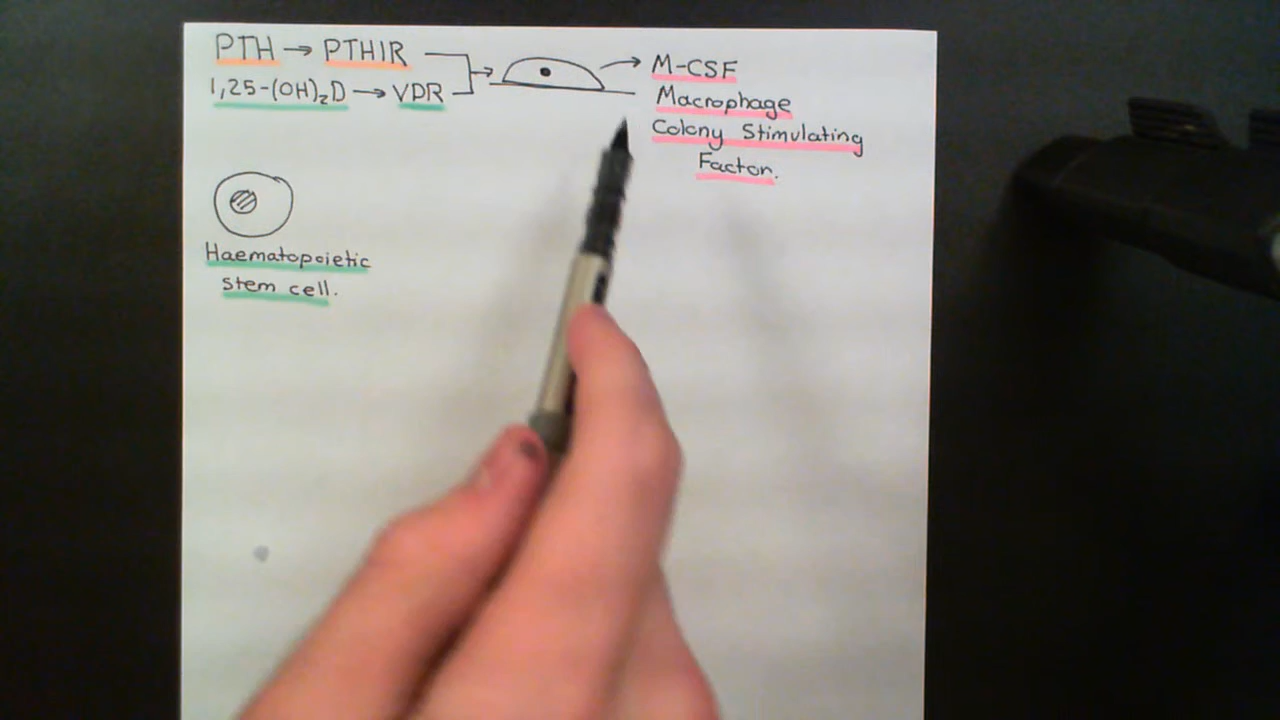 PTH → PTH1R
1,25-(OH)₂D → VDR
M-CSF
Macrophage
Colony Stimulating
Factor.
Haematopoietic
stem cell.